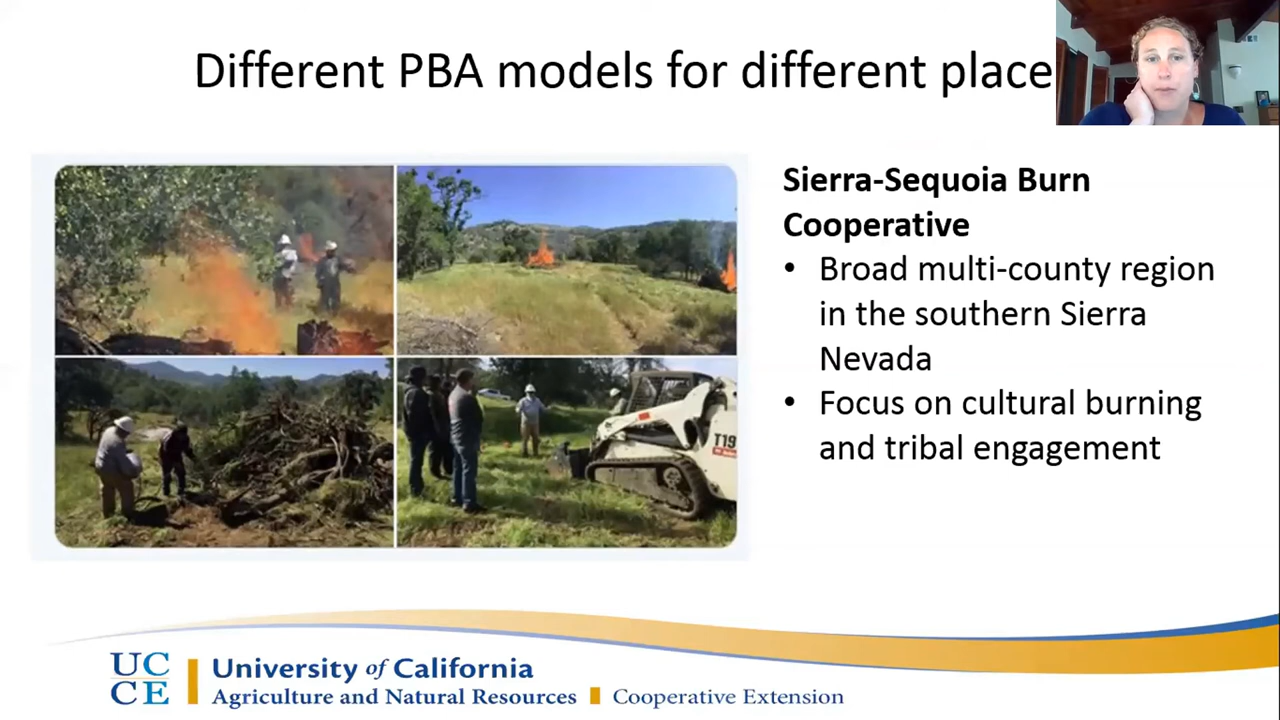 Different PBA models for different place
Sierra-Sequoia Burn
Cooperative
• Broad multi-county region
in the southern Sierra
Nevada
• Focus on cultural burning
and tribal engagement
T19
UC
CE
University of California
Agriculture and Natural Resources
Cooperative Extension